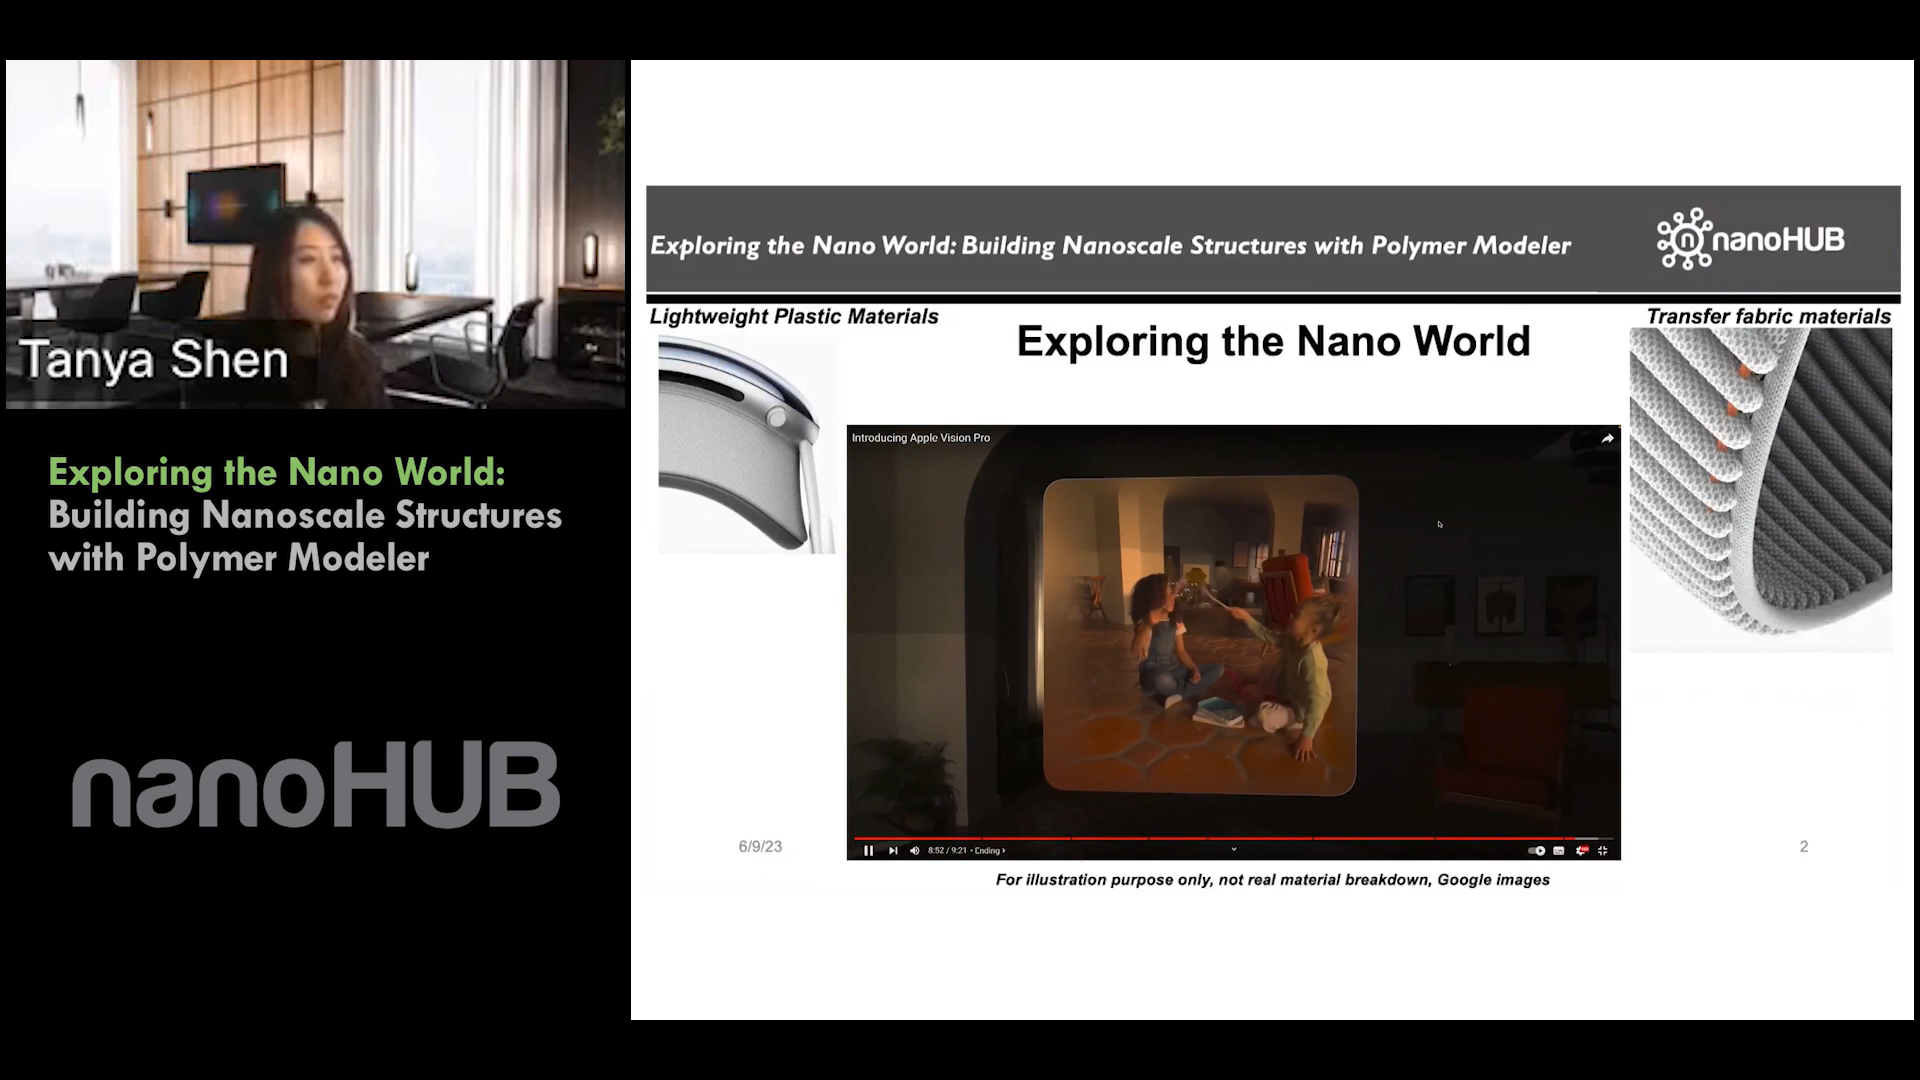 Tanya Shen
Exploring the Nano World:
Building Nanoscale Structures
with Polymer Modeler
nanoHUB
Exploring the Nano World: Building Nanoscale Structures with Polymer Modeler
n nanoHUB
Lightweight Plastic Materials
Exploring the Nano World
Transfer fabric materials
Introducing Apple Vision Pro
8:52 / 9:21 • Ending ›
6/9/23
2
For illustration purpose only, not real material breakdown, Google images